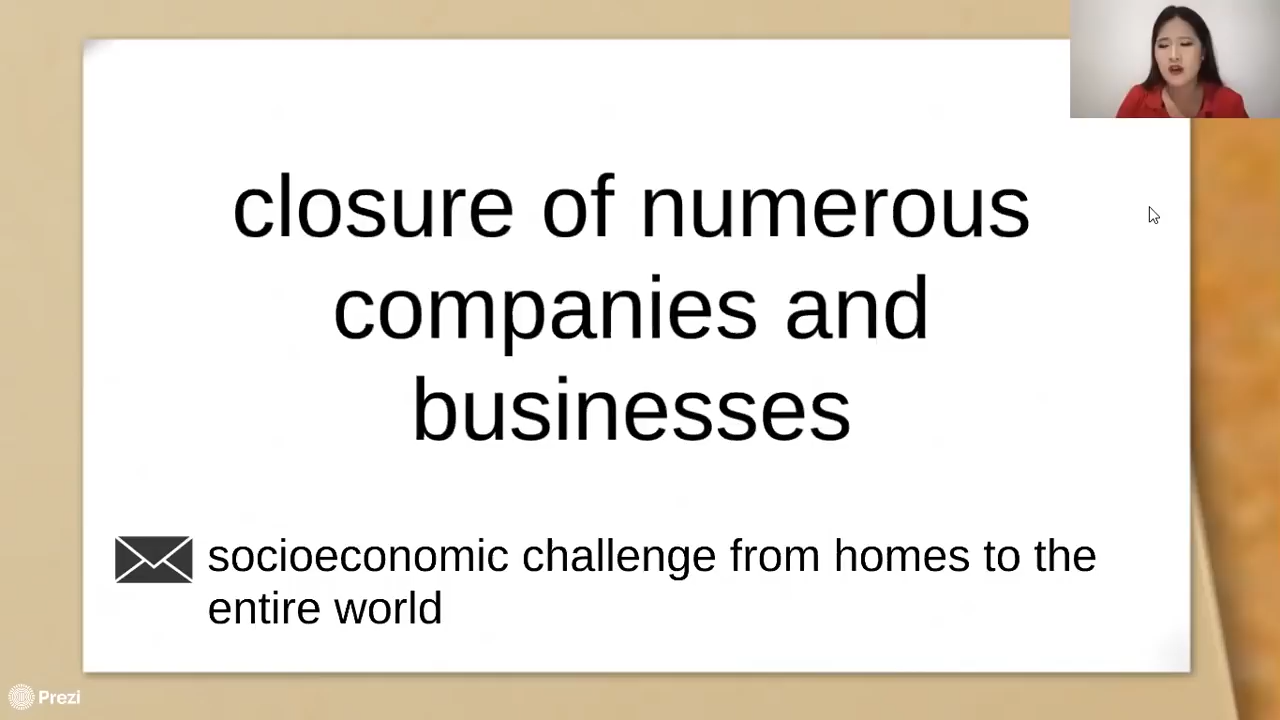 closure of numerous
companies and
businesses
socioeconomic challenge from homes to the
entire world
Prezi